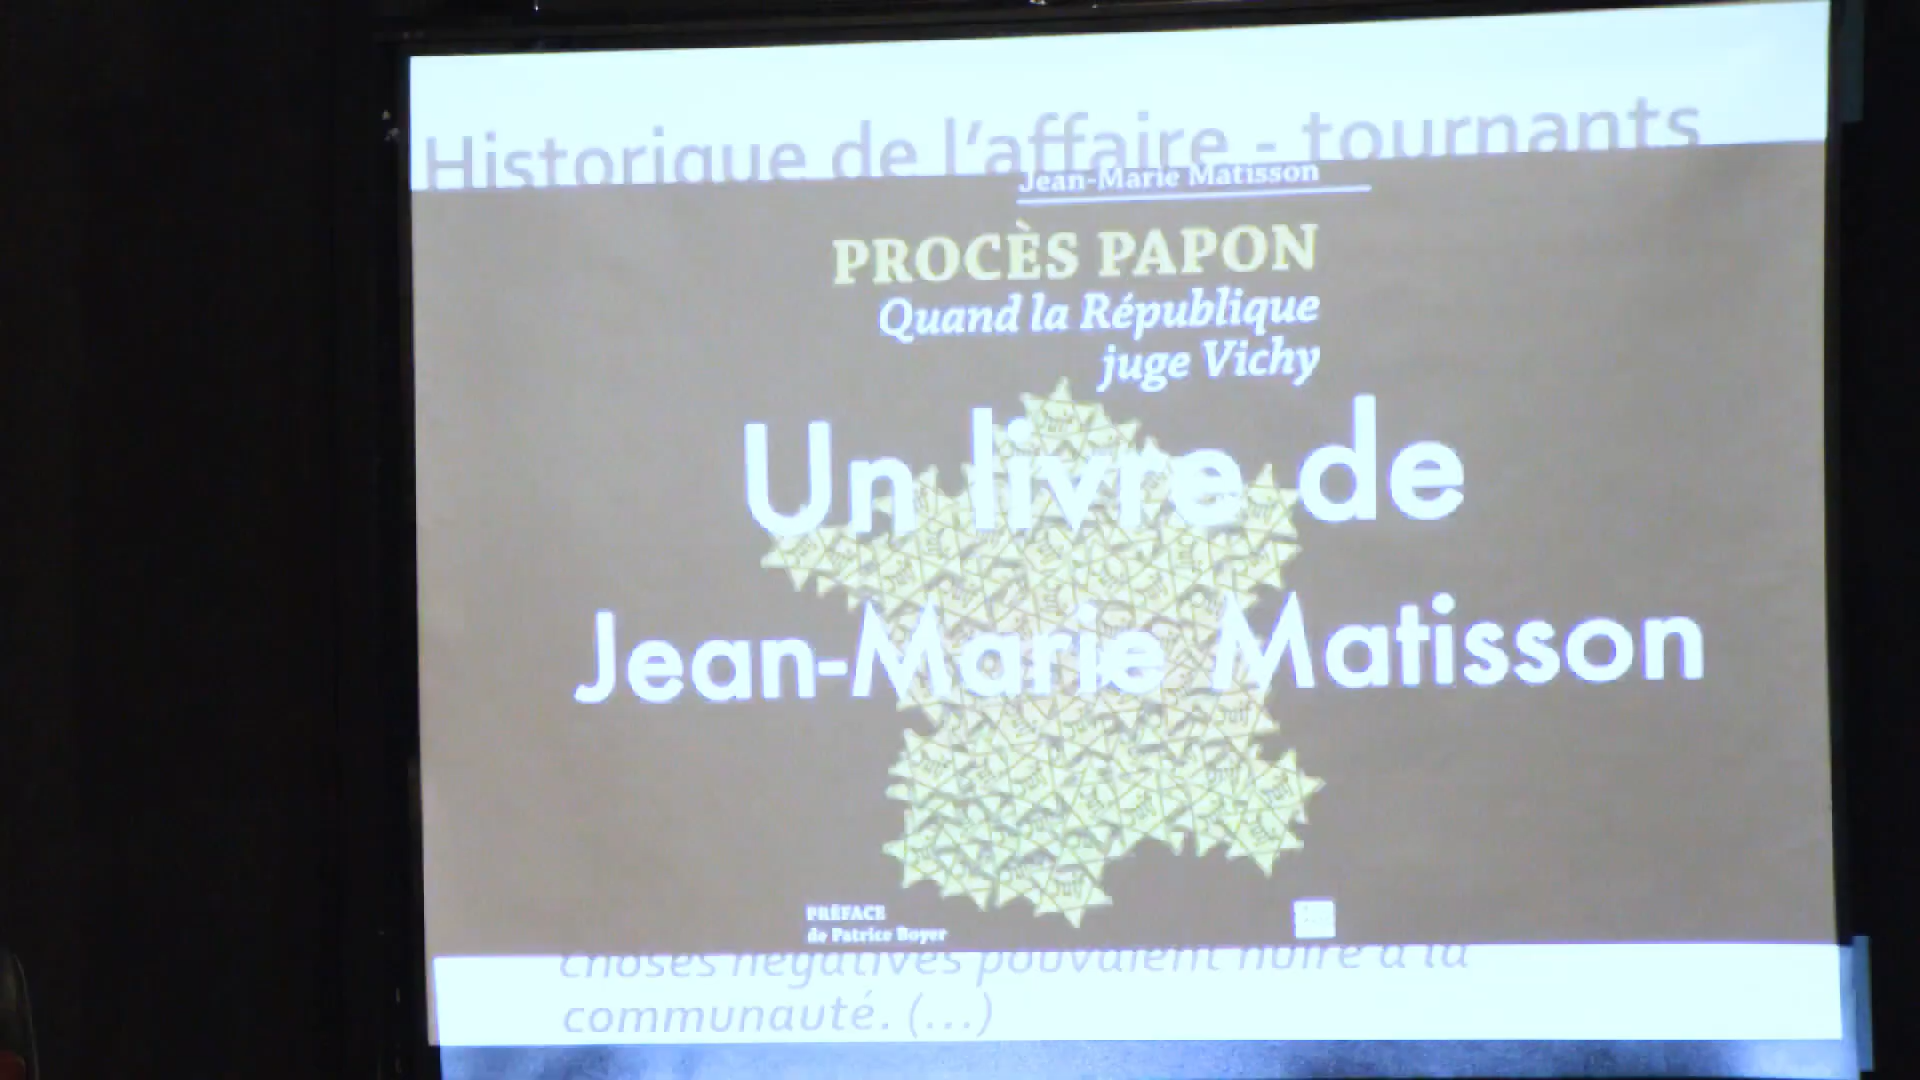 Historique de l'affaire - tournants
Jean-Marie Matisson
PROCÈS PAPON
Quand la République
juge Vichy
Un livre de
Jean-Marie Matisson
PRÉFACE
de Patrice Boyer
choses négatives pouvaient nuire à la
communauté. (...)